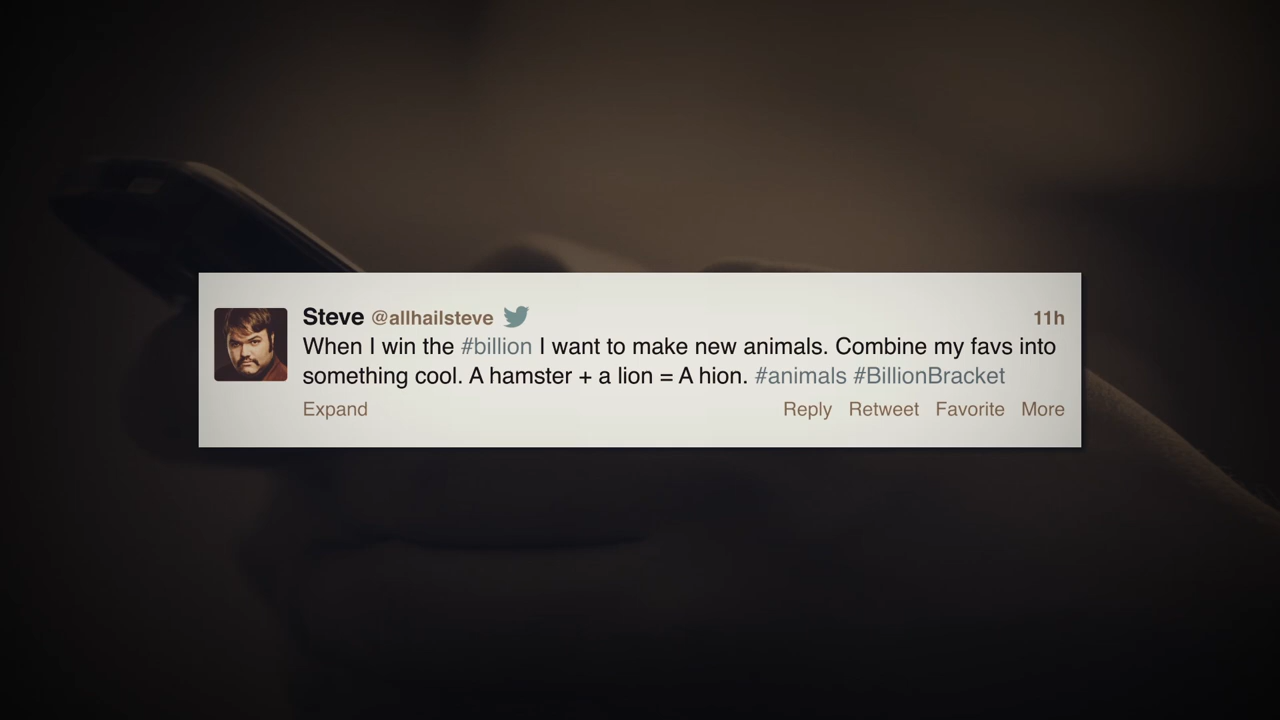 Steve @allhailsteve 11h
When I win the #billion I want to make new animals. Combine my favs into
something cool. A hamster + a lion = A hion. #animals #BillionBracket
Expand Reply Retweet Favorite More